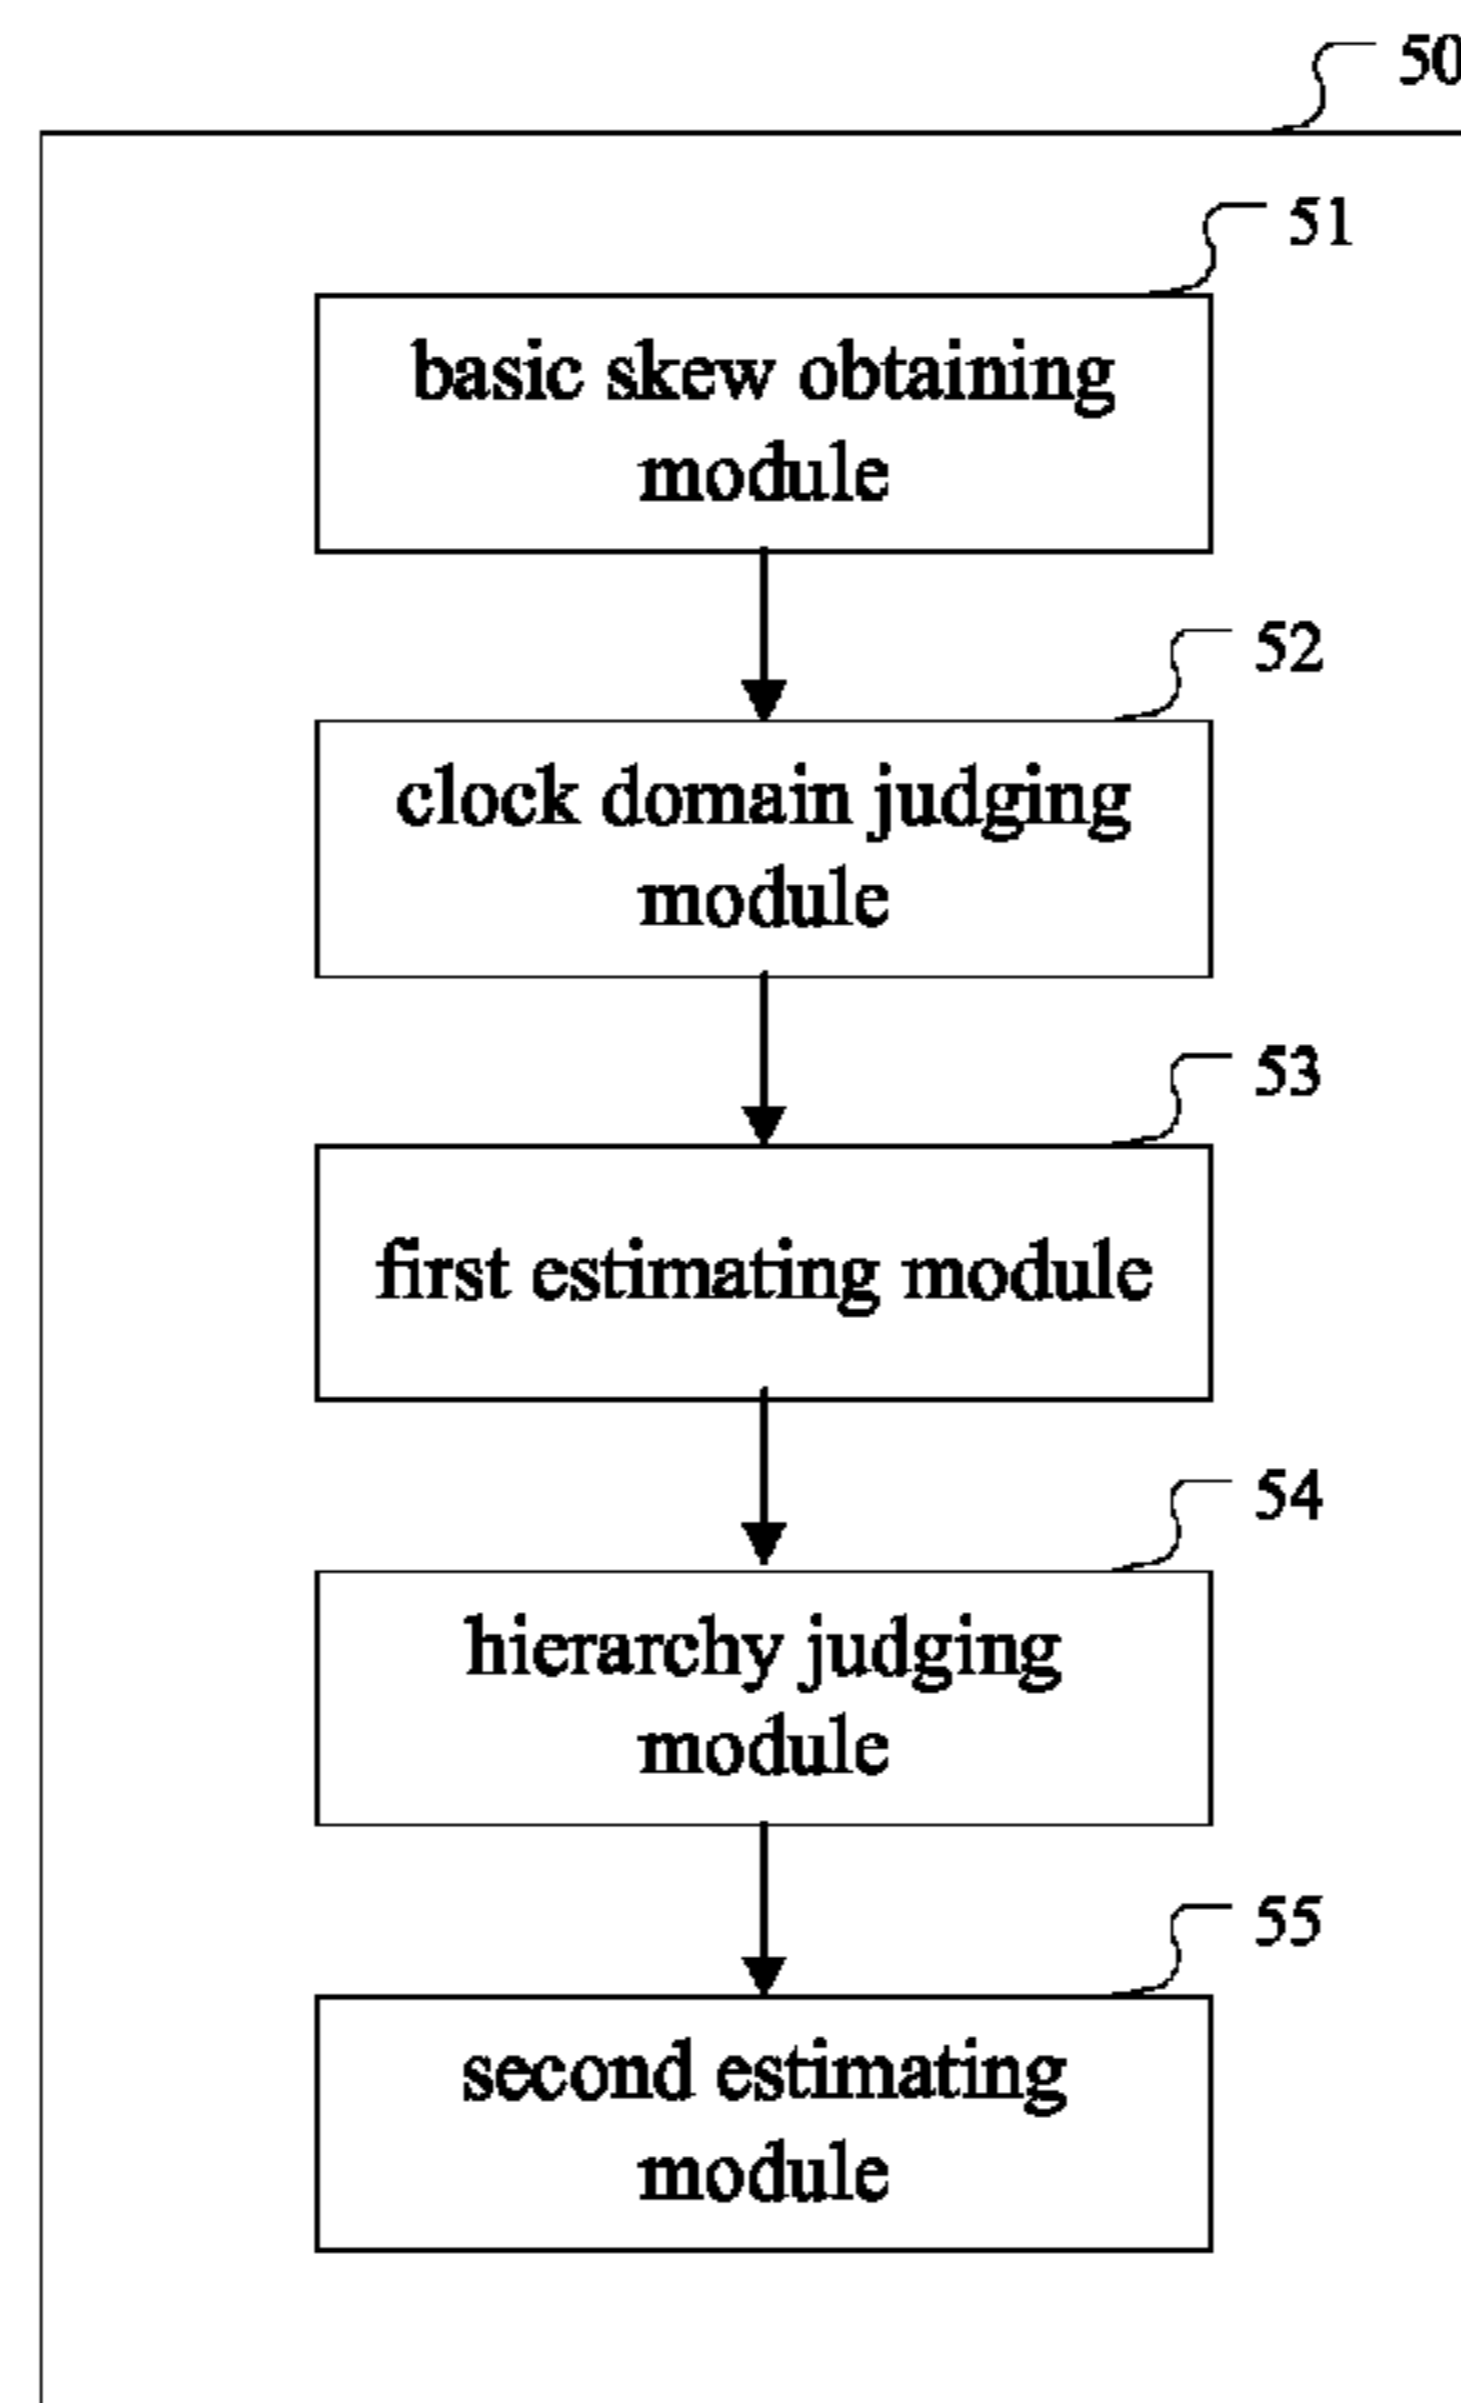 50
51
basic skew obtaining
module
52
clock domain judging
module
53
first estimating module
54
hierarchy judging
module
55
second estimating
module